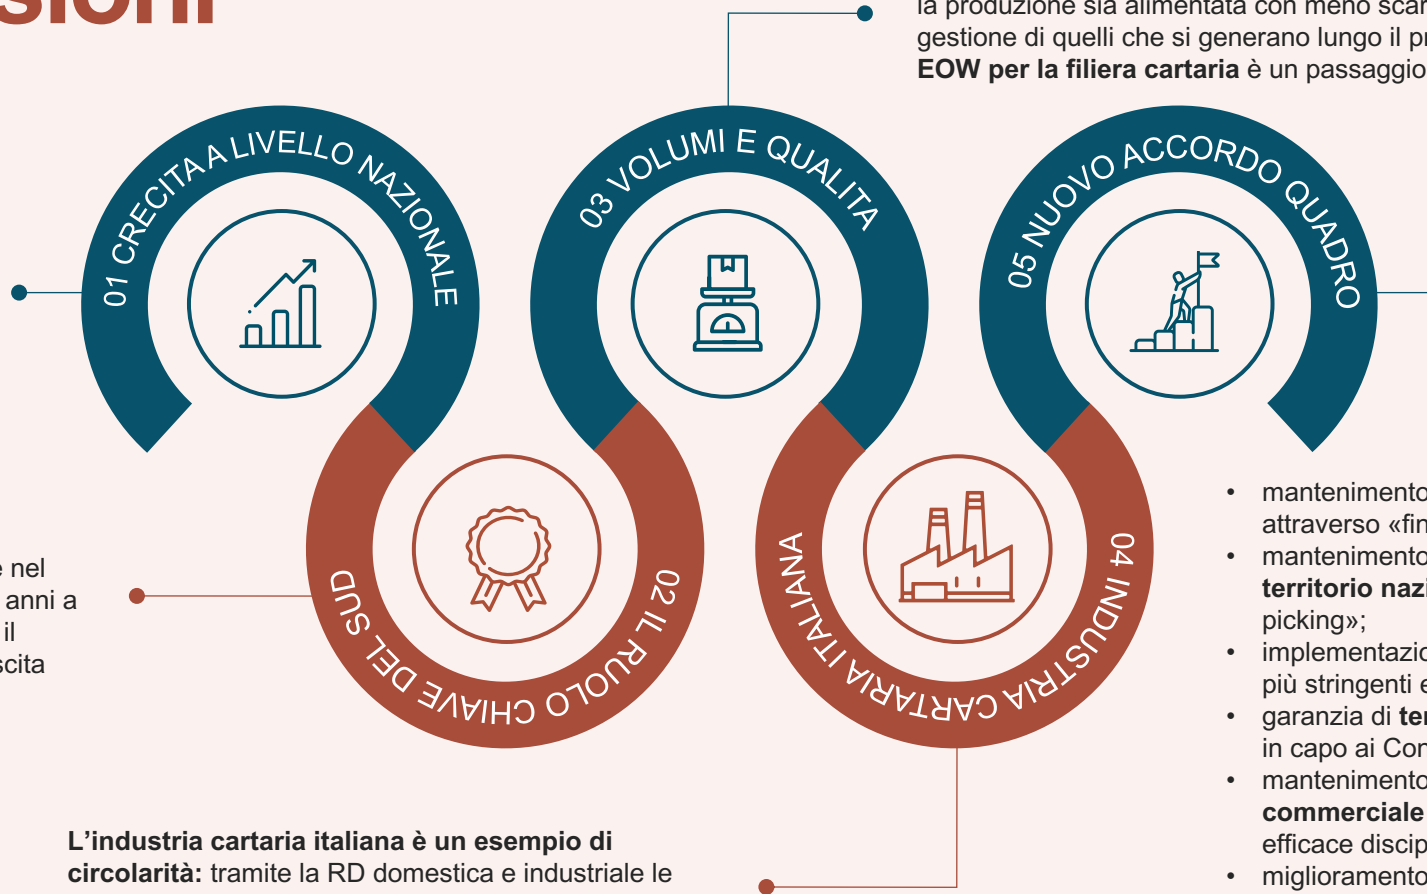 sioni
la produzione sia alimentata con meno scar
gestione di quelli che si generano lungo il pr
EOW per la filiera cartaria è un passaggio
01 CRECITA A LIVELLO NAZIONALE
03 VOLUMI E QUALITA
05 NUOVO ACCORDO QUADRO
02 IL RUOLO CHIAVE DEL SUD
04 INDUSTRIA CARTARIA ITALIANA
e nel
anni a
il
scita
• mantenimento
attraverso «fin
• mantenimento
territorio nazi
picking»;
• implementazio
più stringenti e
• garanzia di ter
in capo ai Con
• mantenimento
commerciale
efficace discip
• miglioramento
L'industria cartaria italiana è un esempio di
circolarità: tramite la RD domestica e industriale le